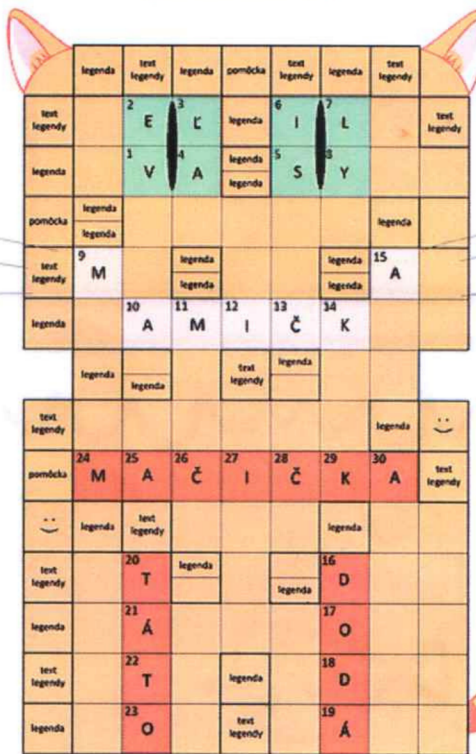 legenda text legendy legenda pomôcka text legendy legenda text legendy
text legendy 2 E 3 Ľ legenda 6 I 7 L text legendy
legenda 1 V 4 A legenda legenda 5 S 8 Y
pomôcka legenda legenda legenda
text legendy 9 M legenda legenda legenda legenda 15 A
legenda 10 A 11 M 12 I 13 Č 14 K
legenda legenda text legendy legenda
text legendy legenda
pomôcka 24 M 25 A 26 Č 27 I 28 Č 29 K 30 A text legendy
legenda text legendy legenda
text legendy 20 T legenda legenda 16 D
legenda 21 Á 17 O
text legendy 22 T legenda 18 D
legenda 23 O text legendy 19 Á